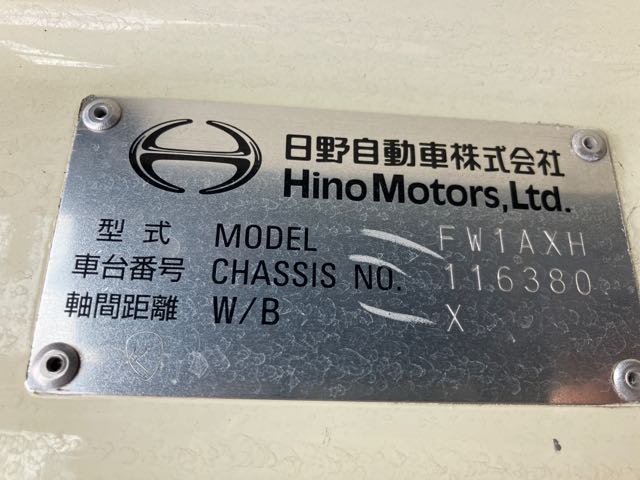 日野自動車株式会社
Hino Motors, Ltd.
型式 MODEL FW1AXH
車台番号 CHASSIS NO. 116380
軸間距離 W/B X